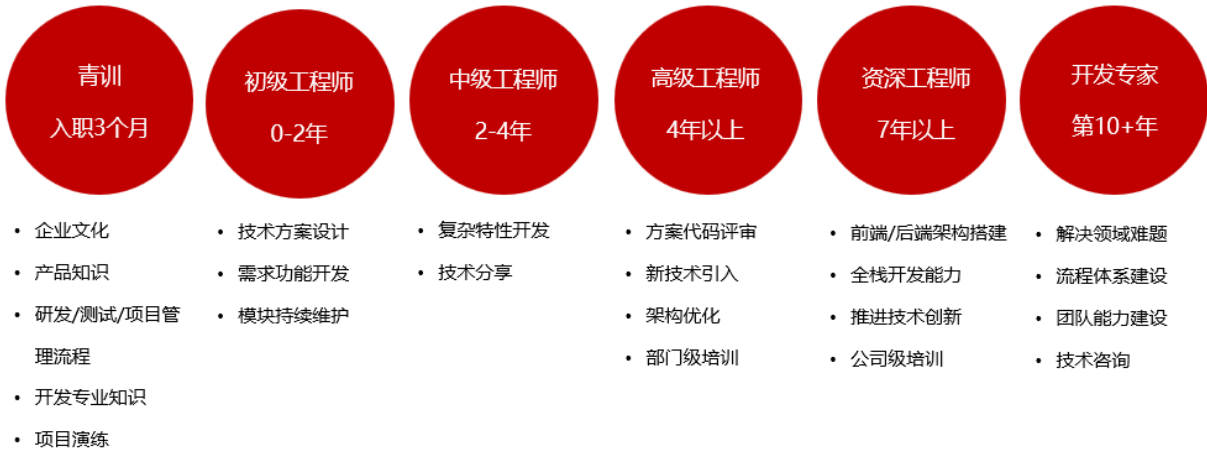 青训
入职3个月
• 企业文化
• 产品知识
• 研发/测试/项目管
理流程
• 开发专业知识
• 项目演练
初级工程师
0-2年
• 技术方案设计
• 需求功能开发
• 模块持续维护
中级工程师
2-4年
• 复杂特性开发
• 技术分享
高级工程师
4年以上
• 方案代码评审
• 新技术引入
• 架构优化
• 部门级培训
资深工程师
7年以上
• 前端/后端架构搭建
• 全栈开发能力
• 推进技术创新
• 公司级培训
开发专家
第10+年
• 解决领域难题
• 流程体系建设
• 团队能力建设
• 技术咨询